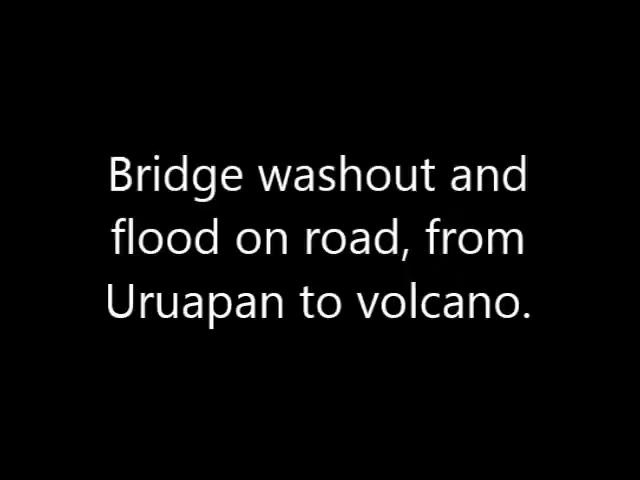 Bridge washout and
flood on road, from
Uruapan to volcano.